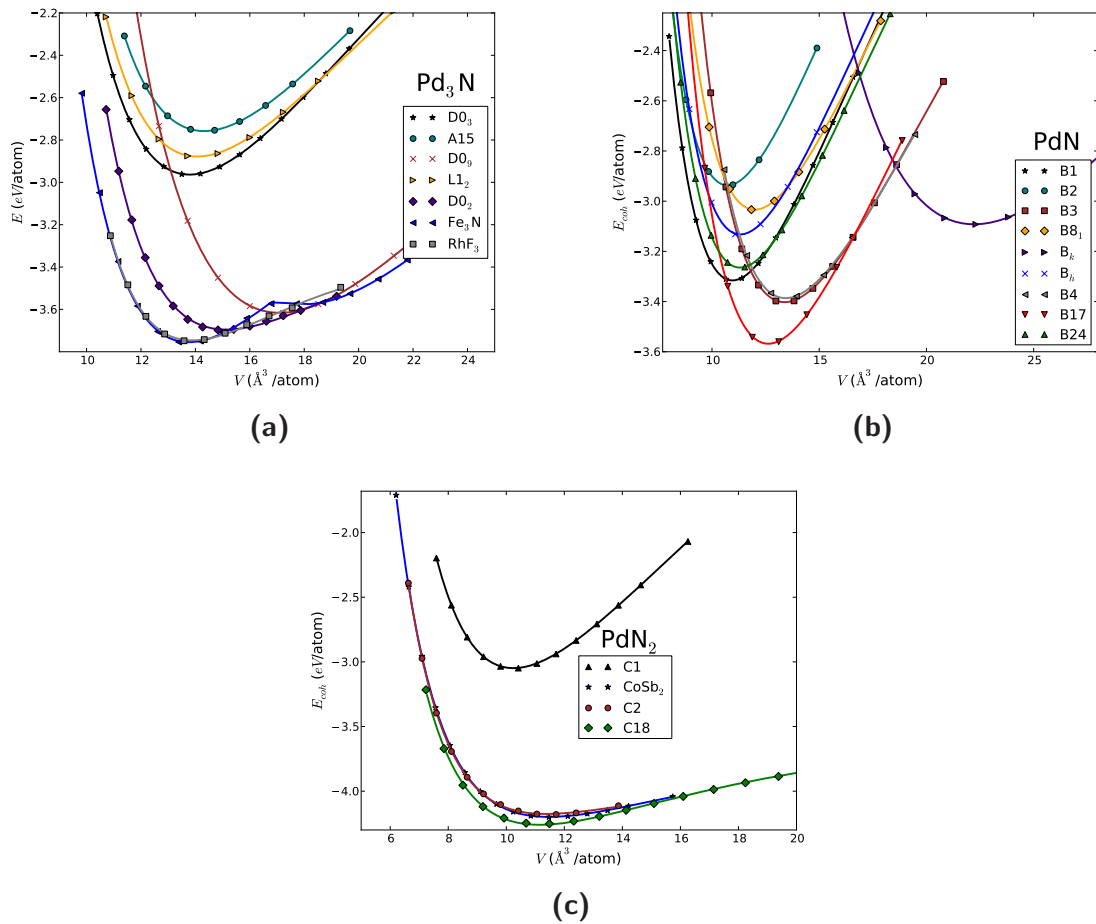 −2.2
−2.4
−2.6
−2.8
−3.0
−3.2
−3.4
−3.6
E (eV/atom)
10 12 14 16 18 20 22 24
V (Å³ /atom)
Pd₃N
D0₃
A15
D0₉
L1₂
D0₂
Fe₃N
RhF₃
(a)
−2.4
−2.6
−2.8
−3.0
−3.2
−3.4
−3.6
E_coh (eV/atom)
10 15 20 25
V (Å³ /atom)
PdN
B1
B2
B3
B8₁
Bₖ
Bₕ
B4
B17
B24
(b)
−2.0
−2.5
−3.0
−3.5
−4.0
E_coh (eV/atom)
6 8 10 12 14 16 18 20
V (Å³ /atom)
PdN₂
C1
CoSb₂
C2
C18
(c)